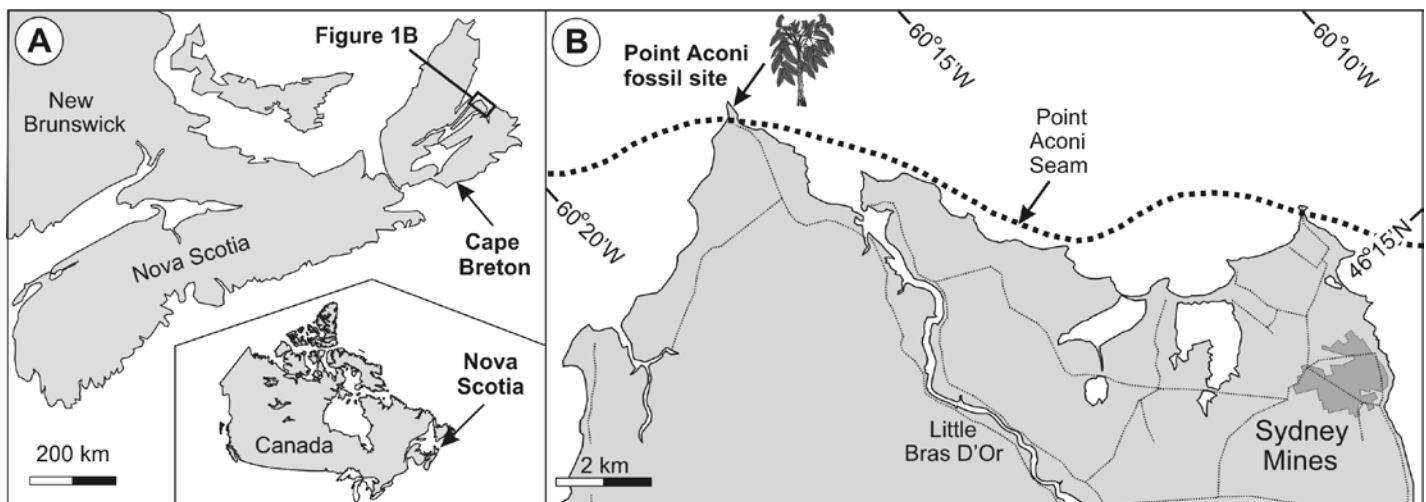 A
Figure 1B
New
Brunswick
Nova Scotia
Cape
Breton
Nova
Scotia
Canada
200 km
B
Point Aconi
fossil site
60°15'W
60°10'W
Point
Aconi
Seam
60°20'W
46°15'N
Little
Bras D'Or
Sydney
Mines
2 km